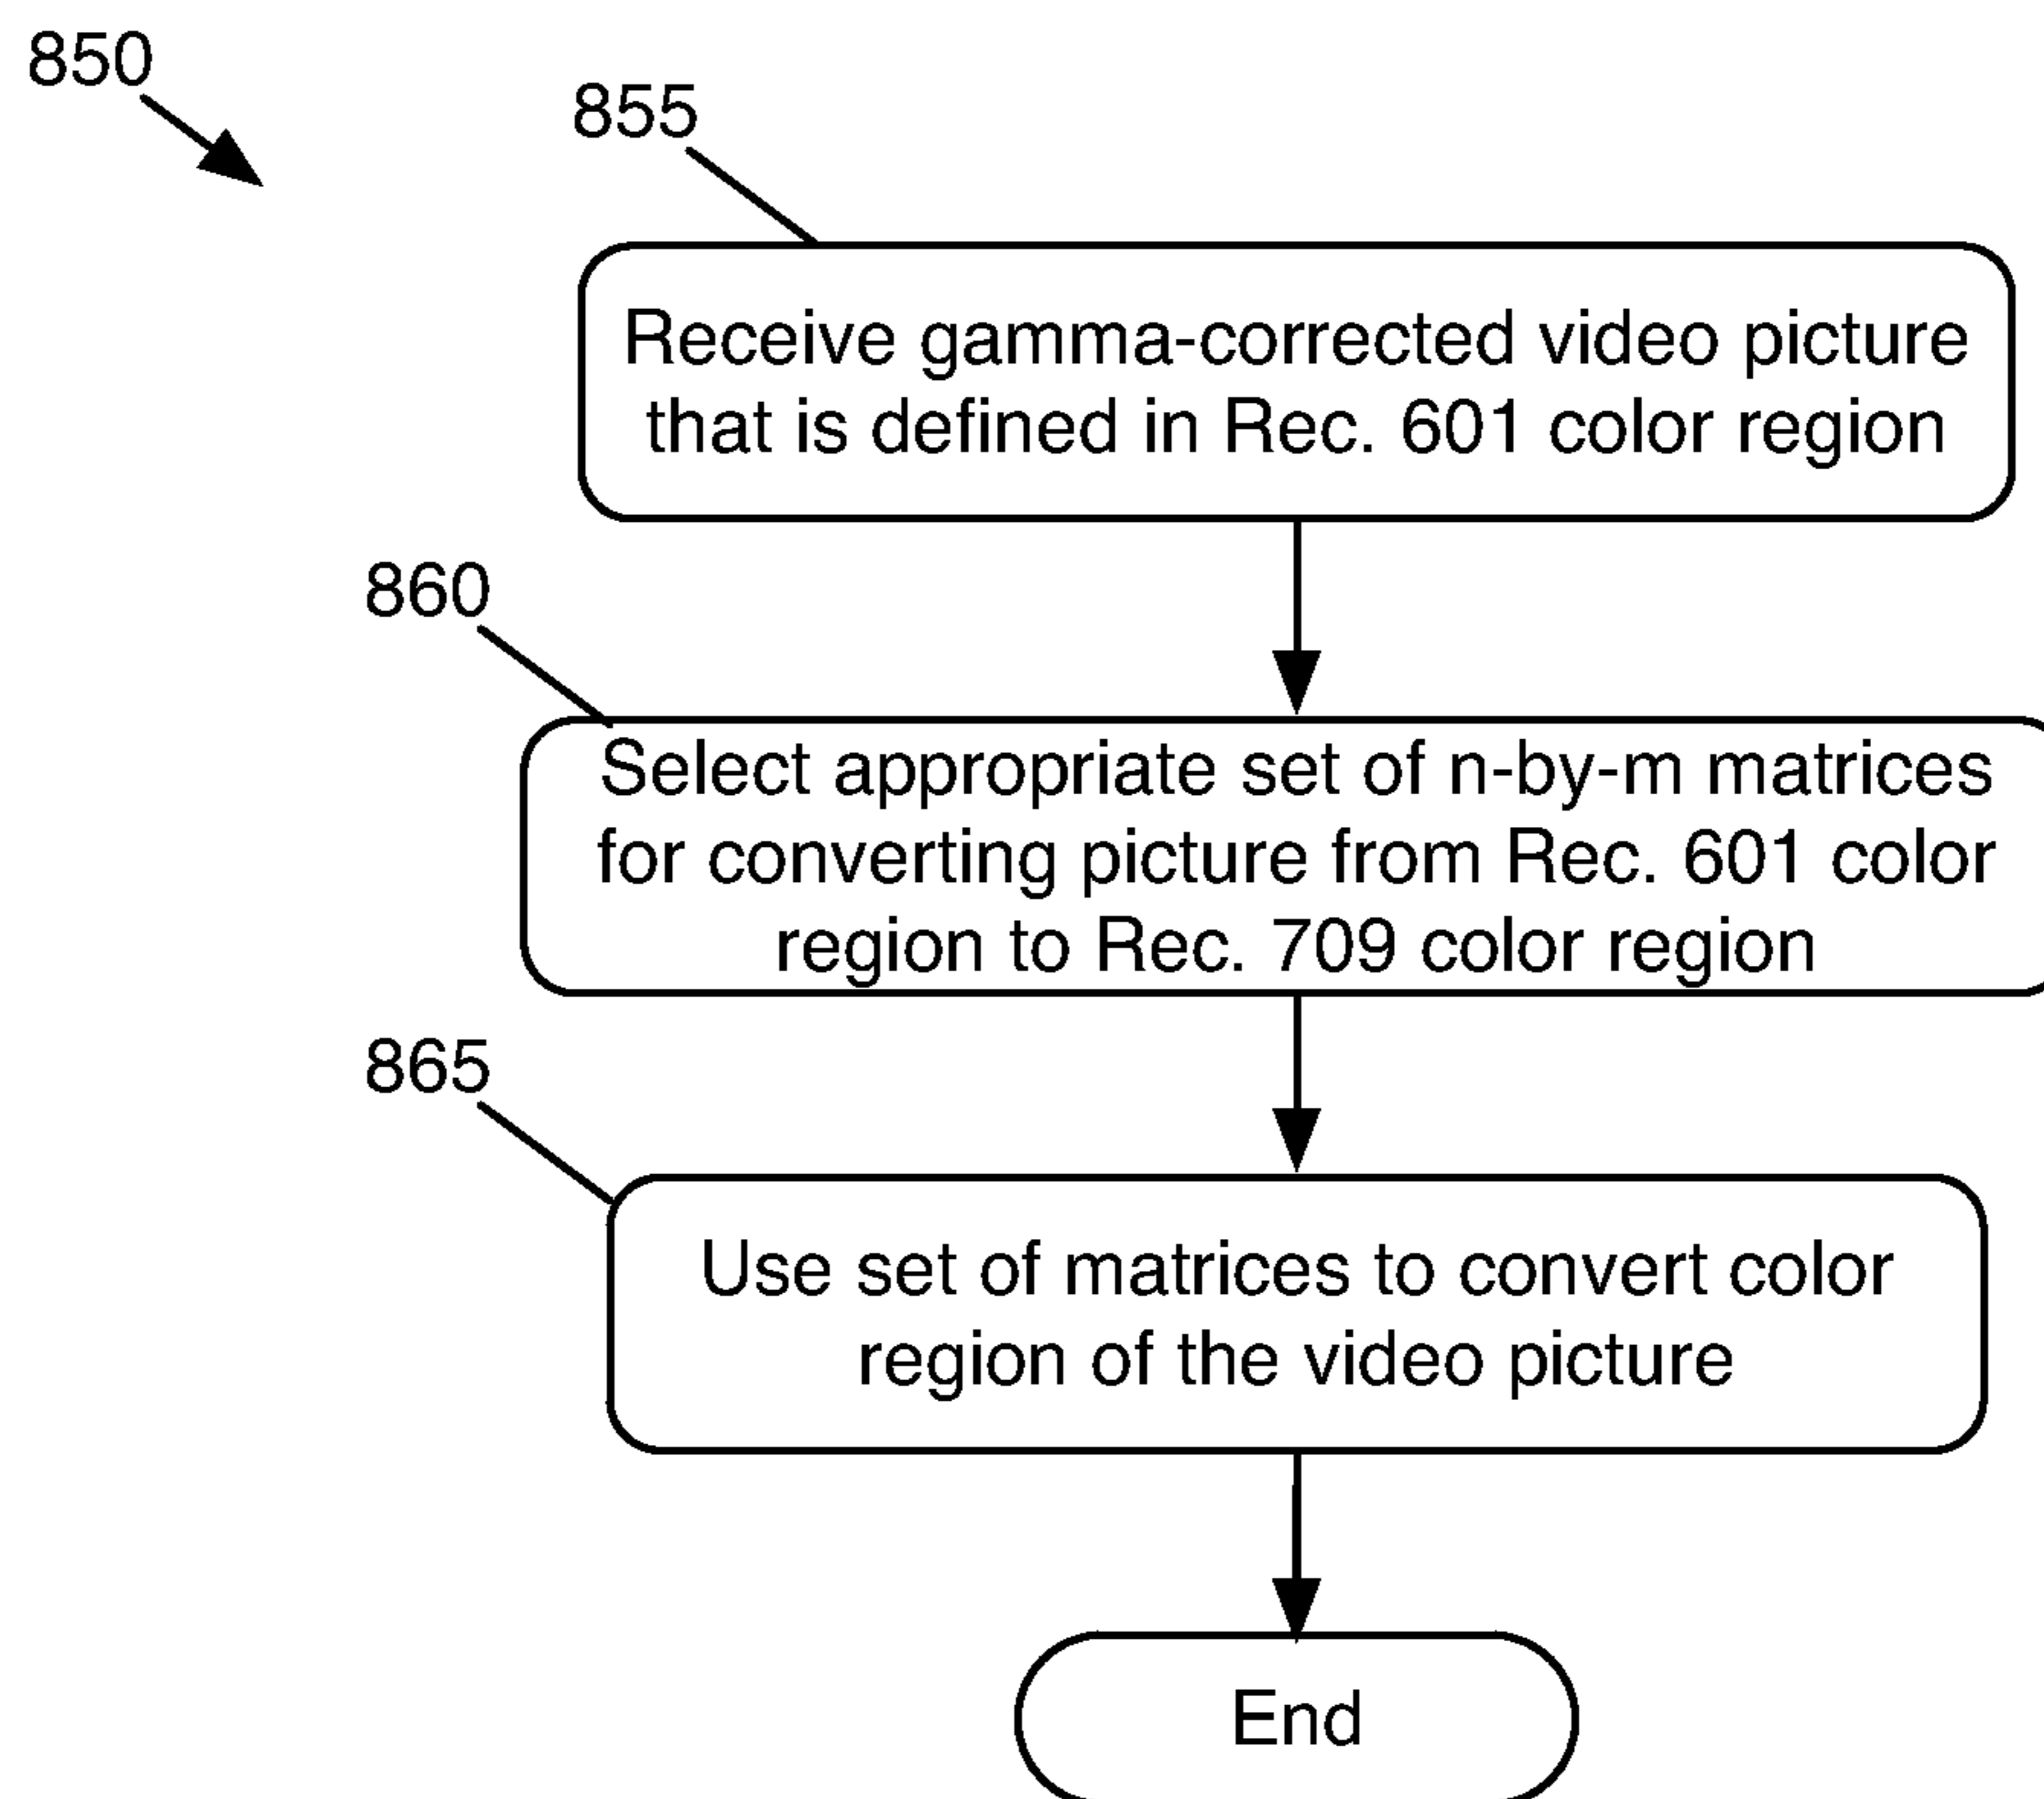 850
855
Receive gamma-corrected video picture
that is defined in Rec. 601 color region
860
Select appropriate set of n-by-m matrices
for converting picture from Rec. 601 color
region to Rec. 709 color region
865
Use set of matrices to convert color
region of the video picture
End